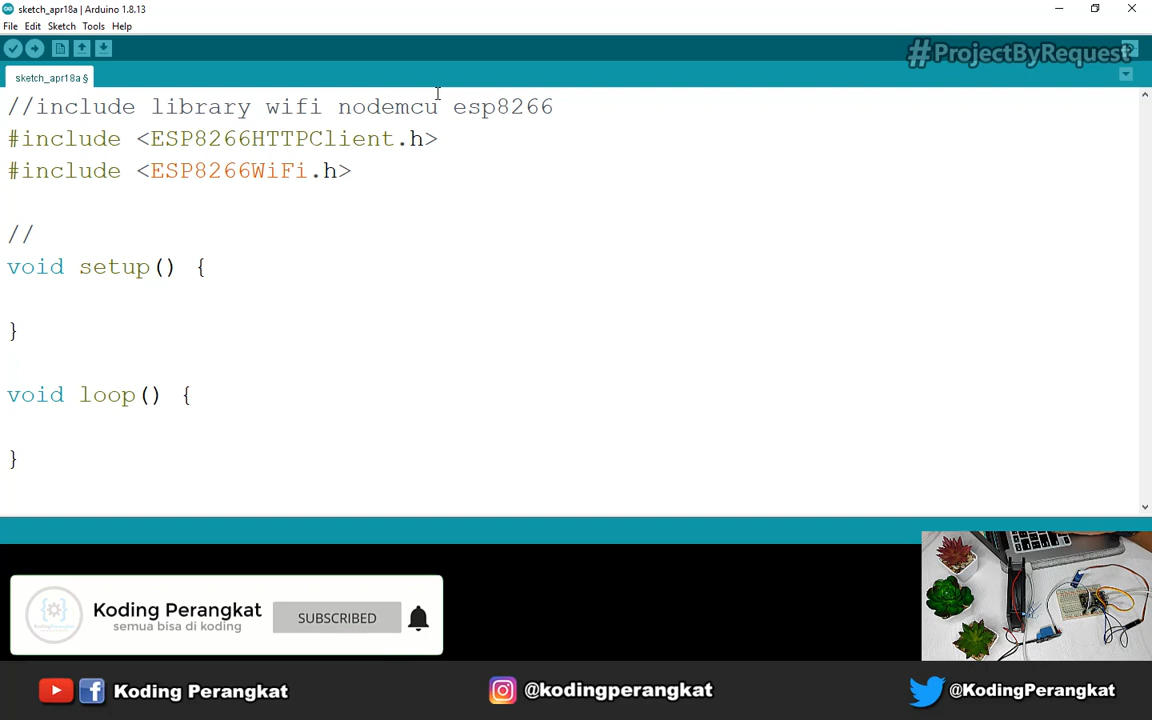 sketch_apr18a | Arduino 1.8.13
File Edit Sketch Tools Help
#ProjectByRequest
sketch_apr18a §
//include library wifi nodemcu esp8266
#include <ESP8266HTTPClient.h>
#include <ESP8266WiFi.h>
//
void setup() {
}
void loop() {
}
Koding Perangkat
semua bisa di koding
SUBSCRIBED
Koding Perangkat
@kodingperangkat
@KodingPerangkat